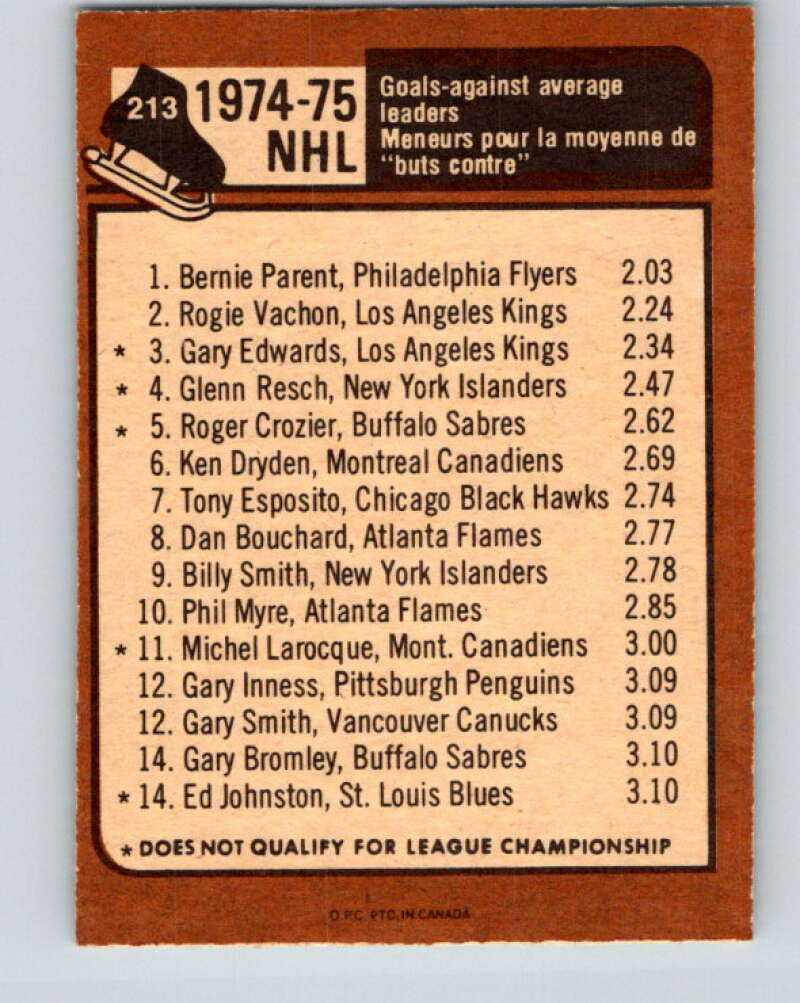 213 1974-75 NHL
Goals-against average
leaders
Meneurs pour la moyenne de
"buts contre"
1. Bernie Parent, Philadelphia Flyers 2.03
2. Rogie Vachon, Los Angeles Kings 2.24
* 3. Gary Edwards, Los Angeles Kings 2.34
* 4. Glenn Resch, New York Islanders 2.47
* 5. Roger Crozier, Buffalo Sabres 2.62
6. Ken Dryden, Montreal Canadiens 2.69
7. Tony Esposito, Chicago Black Hawks 2.74
8. Dan Bouchard, Atlanta Flames 2.77
9. Billy Smith, New York Islanders 2.78
10. Phil Myre, Atlanta Flames 2.85
* 11. Michel Larocque, Mont. Canadiens 3.00
12. Gary Inness, Pittsburgh Penguins 3.09
12. Gary Smith, Vancouver Canucks 3.09
14. Gary Bromley, Buffalo Sabres 3.10
* 14. Ed Johnston, St. Louis Blues 3.10
* DOES NOT QUALIFY FOR LEAGUE CHAMPIONSHIP
O.P.C. PTD. IN CANADA